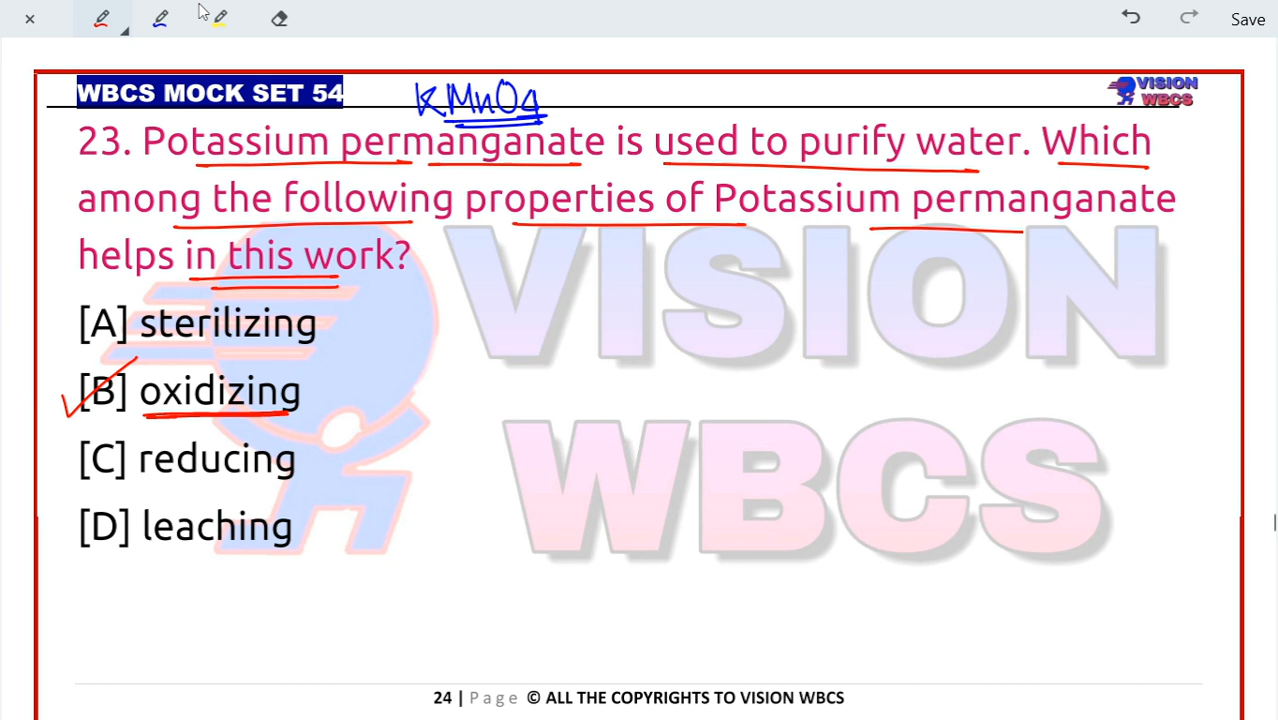 Save
WBCS MOCK SET 54
KMnO4
VISION
WBCS
23. Potassium permanganate is used to purify water. Which
among the following properties of Potassium permanganate
helps in this work?
[A] sterilizing
[B] oxidizing
[C] reducing
[D] leaching
VISION
WBCS
24 | Page © ALL THE COPYRIGHTS TO VISION WBCS